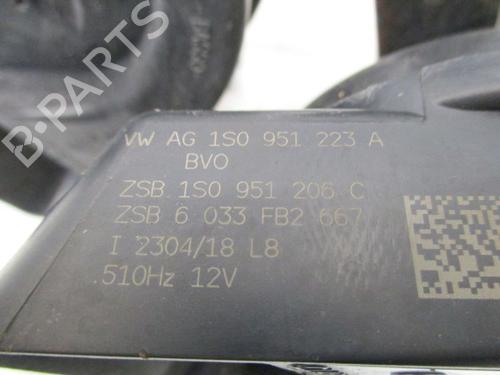 VW AG 1S0 951 223 A
BVO
ZSB 1S0 951 206 C
ZSB 6 033 FB2 667
I 2304/18 L8
.510Hz 12V
B-PARTS